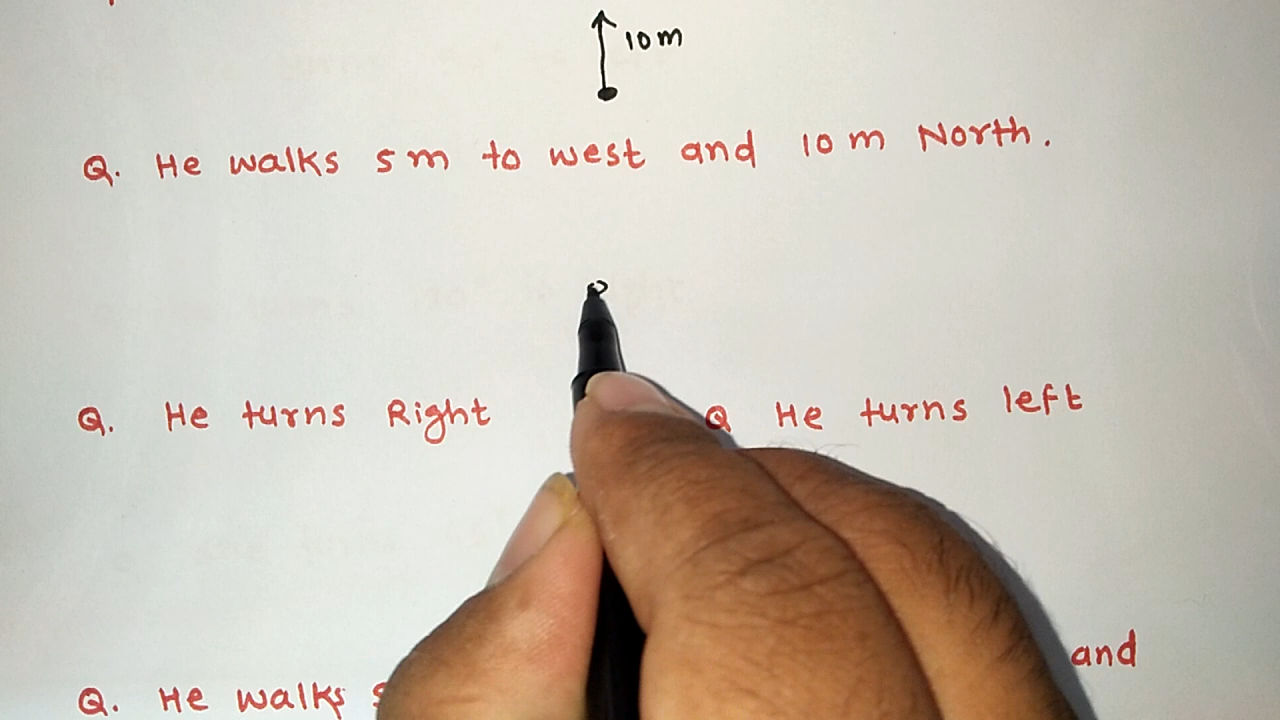 10m
Q. He walks 5m to west and 10m North.
Q. He turns Right Q He turns left
Q. He walks and